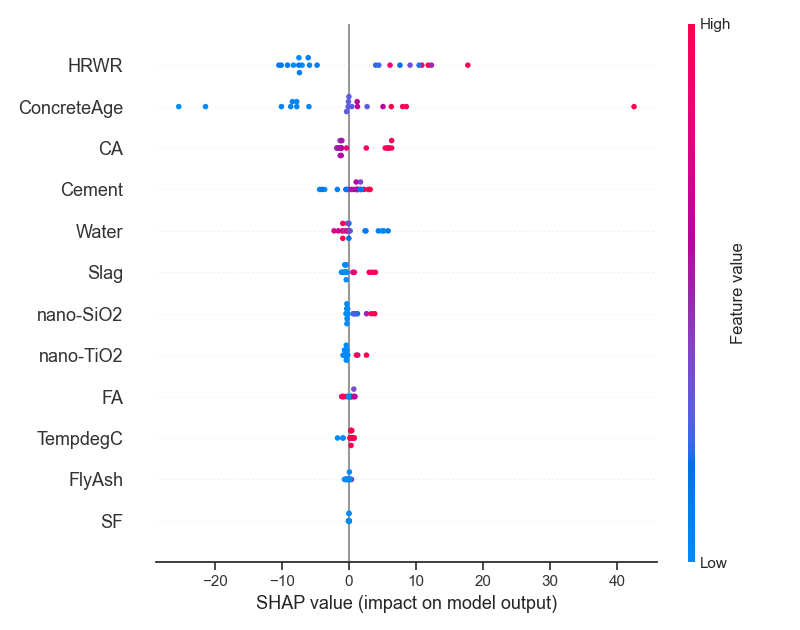 High
HRWR
ConcreteAge
CA
Cement
Water
Slag
nano-SiO2
nano-TiO2
FA
TempdegC
FlyAsh
SF
Feature value
Low
−20 −10 0 10 20 30 40
SHAP value (impact on model output)